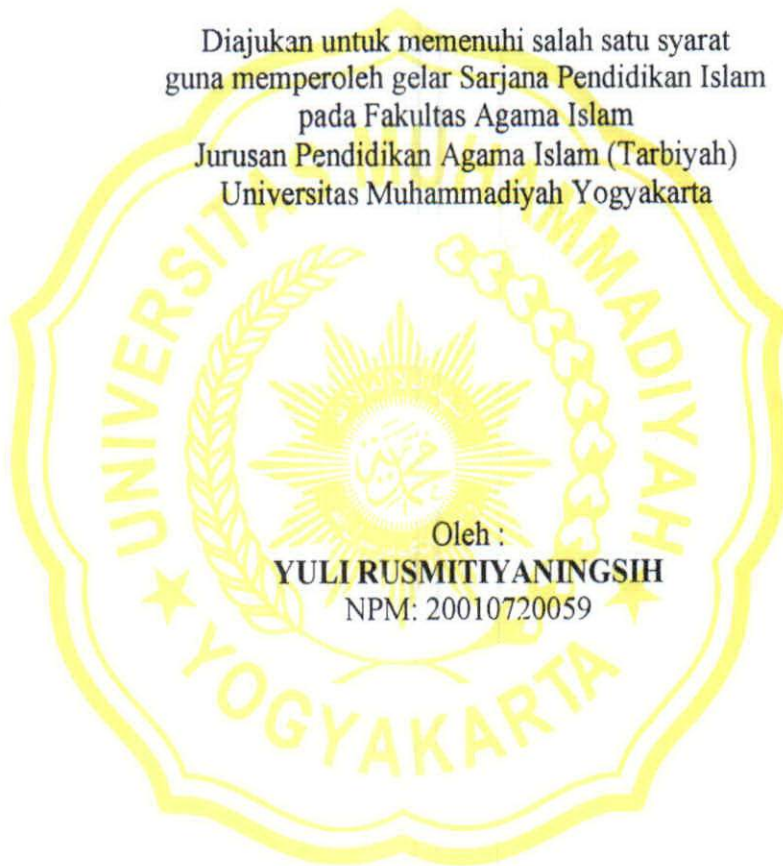 Diajukan untuk memenuhi salah satu syarat
guna memperoleh gelar Sarjana Pendidikan Islam
pada Fakultas Agama Islam
Jurusan Pendidikan Agama Islam (Tarbiyah)
Universitas Muhammadiyah Yogyakarta
UNIVERSITAS MUHAMMADIYAH
YOGYAKARTA
Oleh :
YULI RUSMITIYANINGSIH
NPM: 20010720059